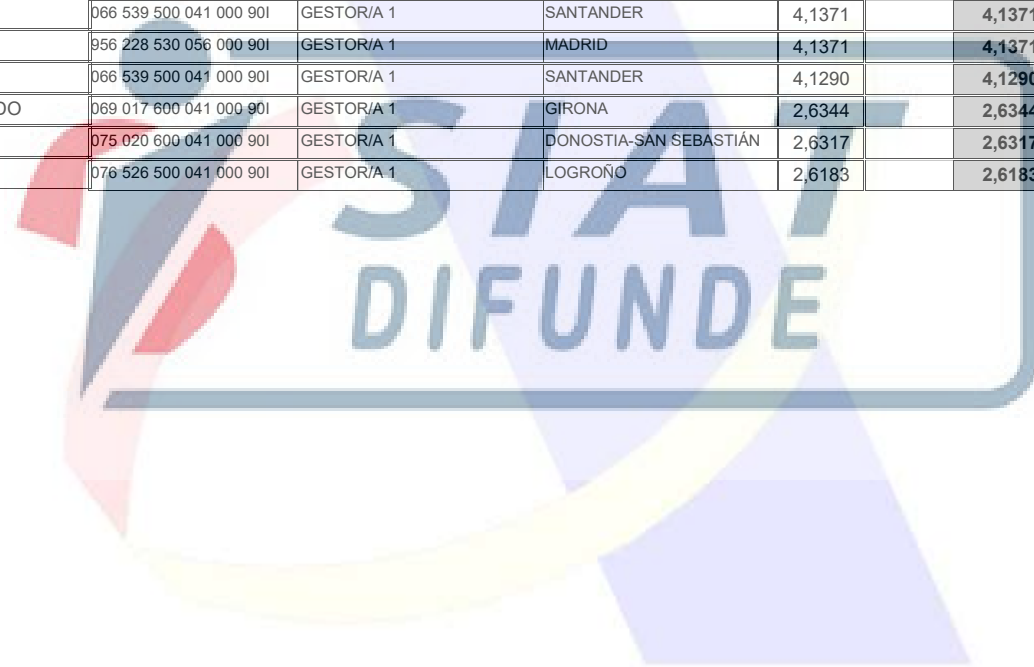 066 539 500 041 000 90I GESTOR/A 1 SANTANDER 4,1371 4,1371
956 228 530 056 000 90I GESTOR/A 1 MADRID 4,1371 4,1371
066 539 500 041 000 90I GESTOR/A 1 SANTANDER 4,1290 4,1290
DO 069 017 600 041 000 90I GESTOR/A 1 GIRONA 2,6344 2,6344
075 020 600 041 000 90I GESTOR/A 1 DONOSTIA-SAN SEBASTIÁN 2,6317 2,6317
076 526 500 041 000 90I GESTOR/A 1 LOGROÑO 2,6183 2,6183
SIAT
DIFUNDE